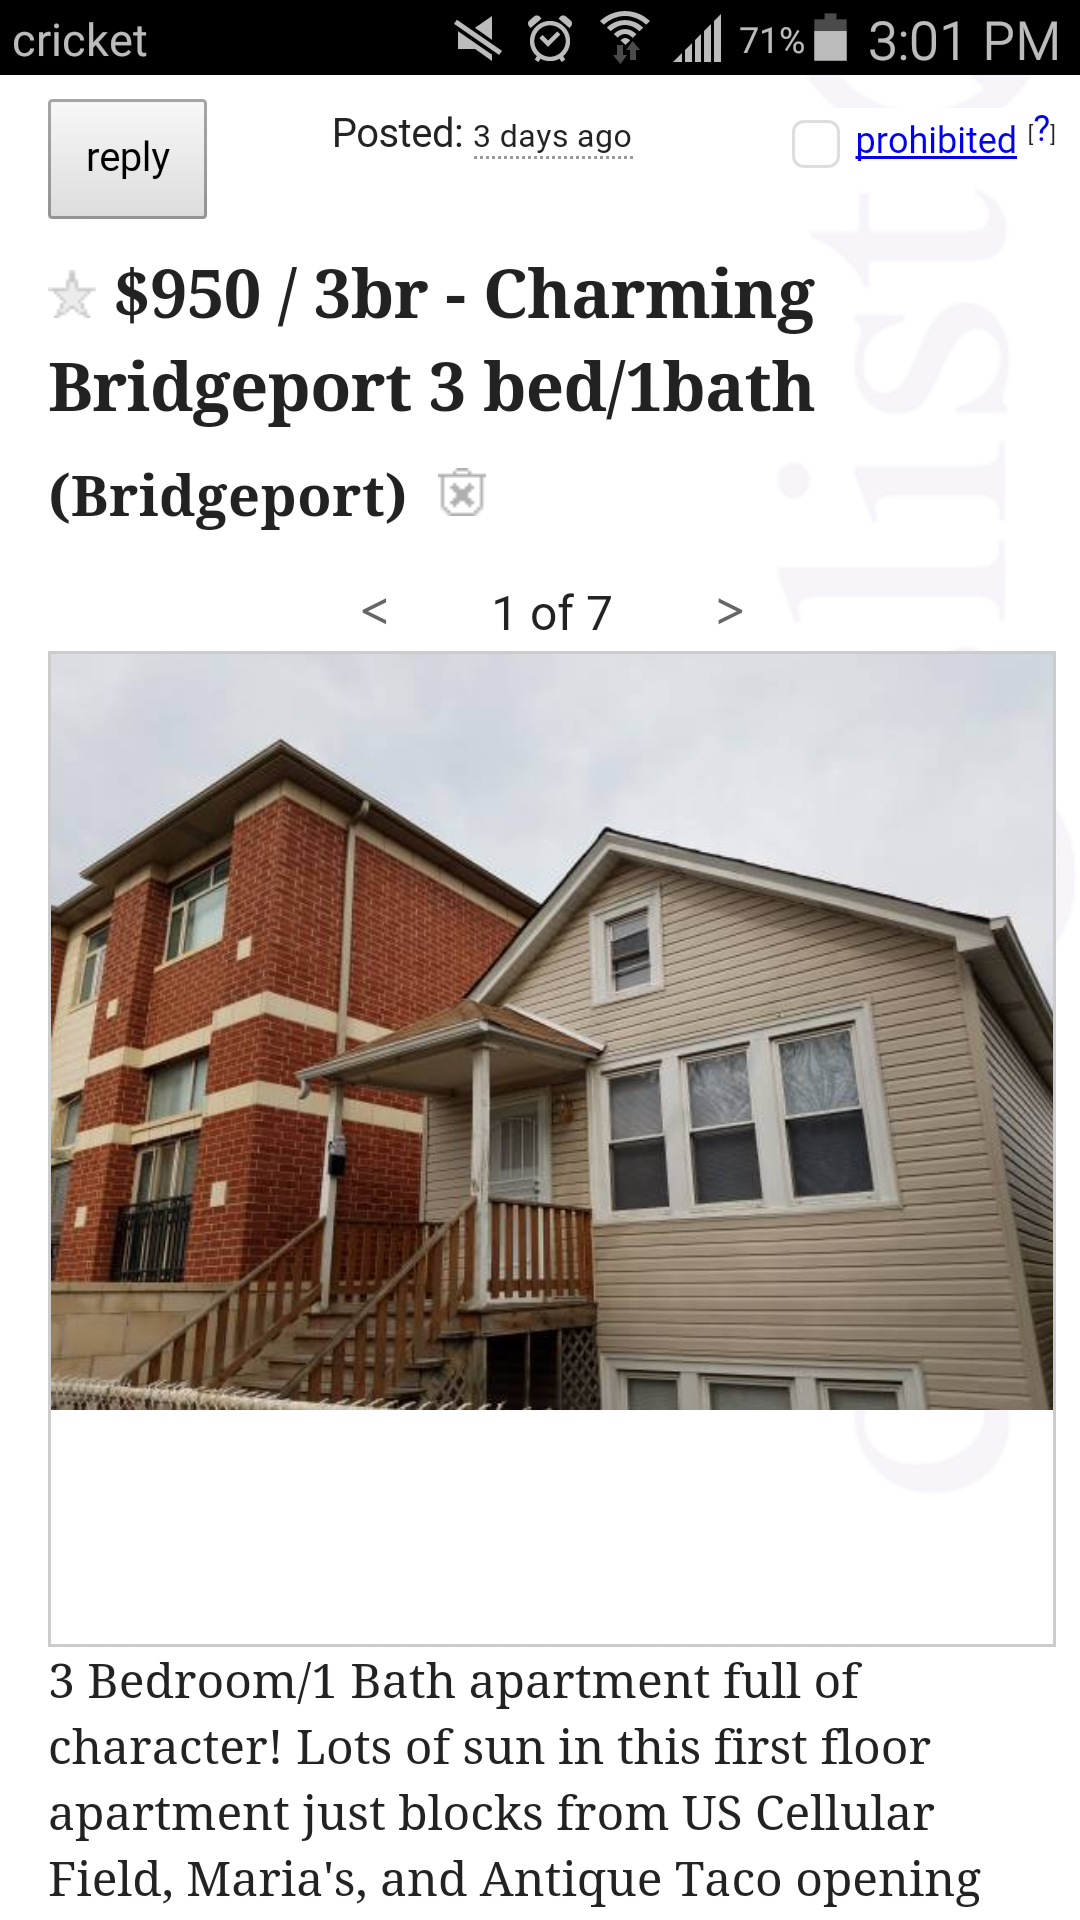 cricket 71% 3:01 PM
reply Posted: 3 days ago prohibited [?]
$950 / 3br - Charming
Bridgeport 3 bed/1bath
(Bridgeport)
< 1 of 7 >
3 Bedroom/1 Bath apartment full of
character! Lots of sun in this first floor
apartment just blocks from US Cellular
Field, Maria's, and Antique Taco opening